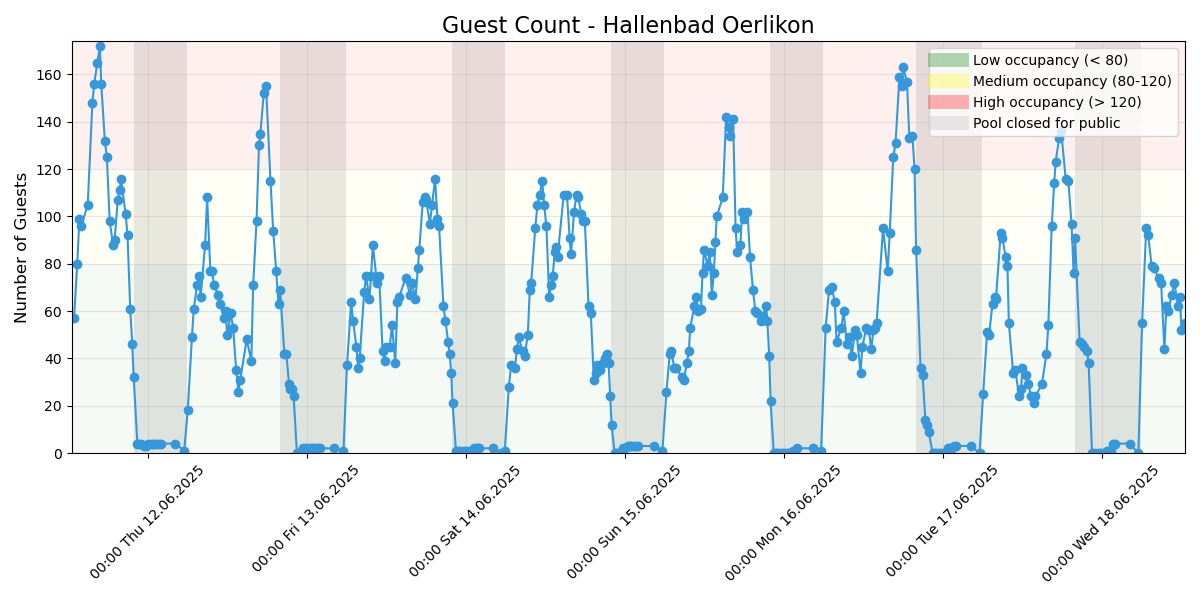 Guest Count - Hallenbad Oerlikon
Number of Guests
160
140
120
100
80
60
40
20
0
Low occupancy (< 80)
Medium occupancy (80-120)
High occupancy (> 120)
Pool closed for public
00:00 Thu 12.06.2025
00:00 Fri 13.06.2025
00:00 Sat 14.06.2025
00:00 Sun 15.06.2025
00:00 Mon 16.06.2025
00:00 Tue 17.06.2025
00:00 Wed 18.06.2025